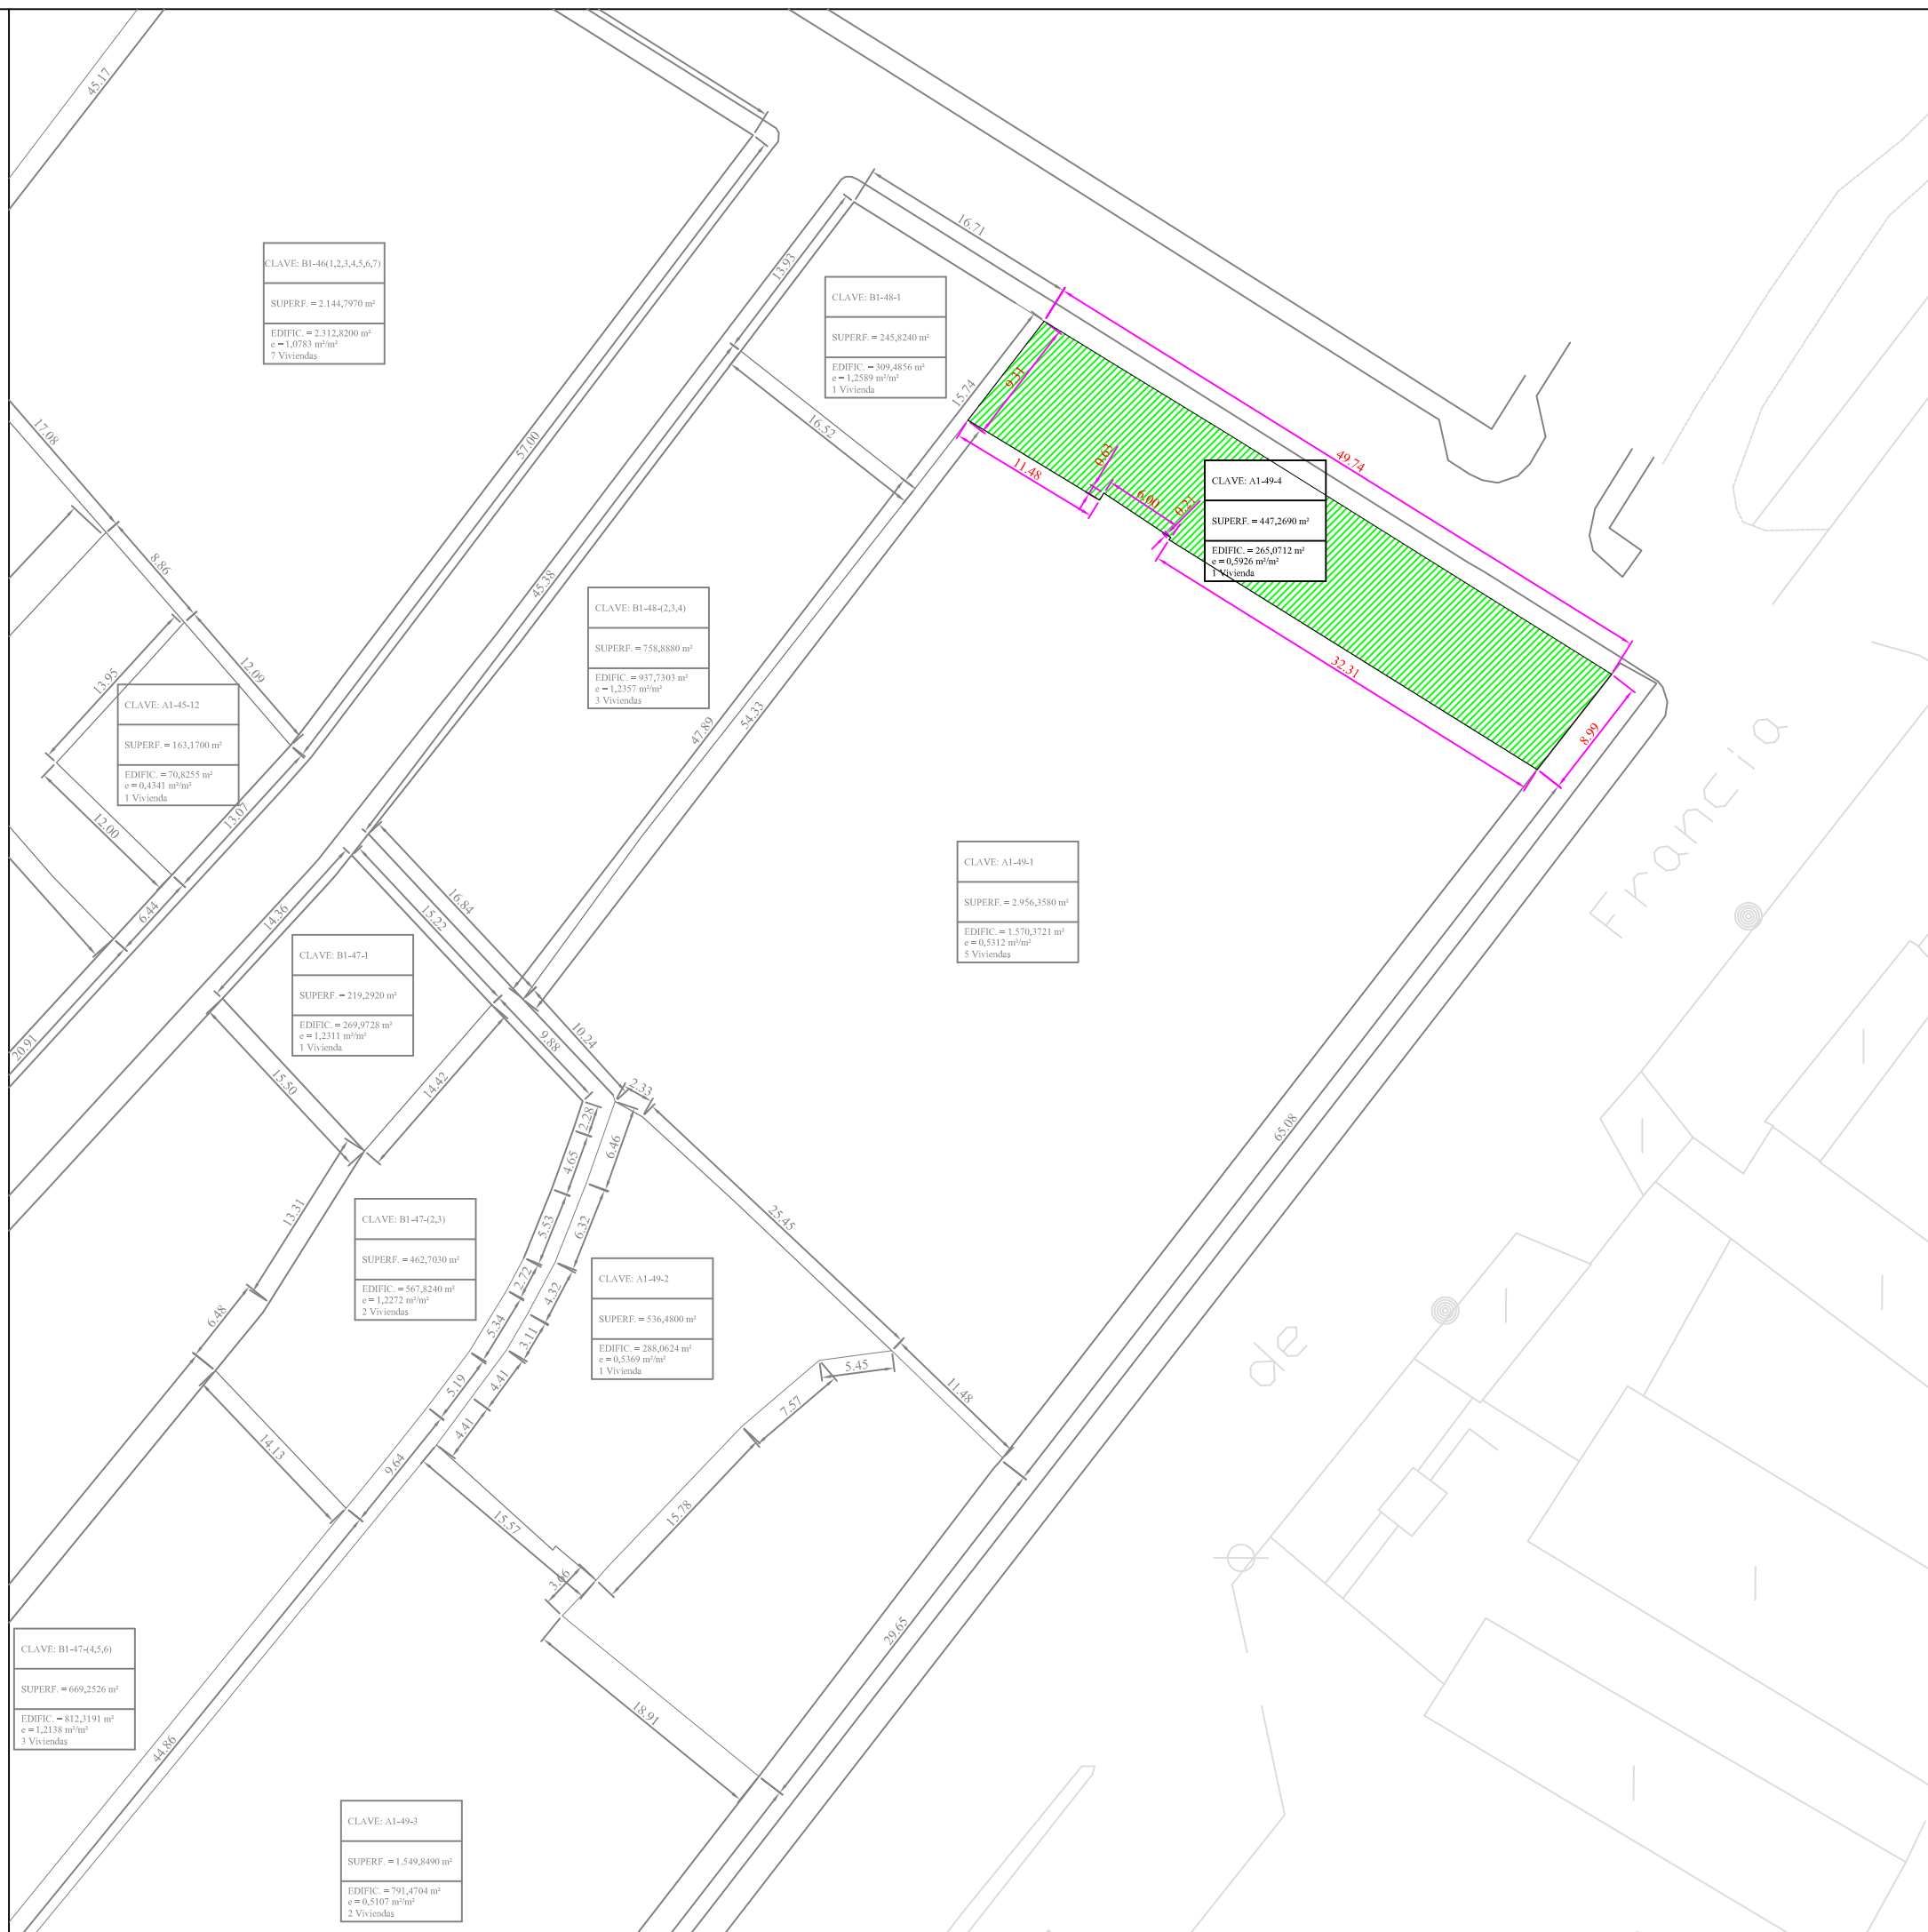 45.17
16.71
13.93
CLAVE: B1-46(1,2,3,4,5,6,7)
SUPERF. = 2.144,7970 m²
EDIFIC. = 2.312,8200 m²
e = 1,0783 m²/m²
7 Viviendas
CLAVE: B1-48-1
SUPERF. = 245,8240 m²
EDIFIC. = 309,4856 m²
e = 1,2589 m²/m²
1 Vivienda
9.31
15.74
16.52
17.08
57.00
11.48
0.63
6.00
0.21
49.74
CLAVE: A1-49-4
SUPERF. = 447,2690 m²
EDIFIC. = 265,0712 m²
e = 0,5926 m²/m²
1 Vivienda
8.86
45.38
CLAVE: B1-48-(2,3,4)
SUPERF. = 758,8880 m²
EDIFIC. = 937,7303 m²
e = 1,2357 m²/m²
3 Viviendas
32.31
12.09
13.95
CLAVE: A1-45-12
SUPERF. = 163,1700 m²
EDIFIC. = 70,8255 m²
e = 0,4341 m²/m²
1 Vivienda
47.89
54.33
8.99
12.00
13.07
CLAVE: A1-49-1
SUPERF. = 2.956,3580 m²
EDIFIC. = 1.570,3721 m²
e = 0,5312 m²/m²
5 Viviendas
Francia
16.84
15.22
14.36
6.44
CLAVE: B1-47-1
SUPERF. = 219,2920 m²
EDIFIC. = 269,9728 m²
e = 1,2311 m²/m²
1 Vivienda
20.91
15.50
14.42
9.88
10.24
2.33
2.28
6.46
4.65
65.08
13.31
CLAVE: B1-47-(2,3)
SUPERF. = 462,7030 m²
EDIFIC. = 567,8240 m²
e = 1,2272 m²/m²
2 Viviendas
5.53
6.32
25.45
2.72
4.32
CLAVE: A1-49-2
SUPERF. = 536,4800 m²
EDIFIC. = 288,0624 m²
e = 0,5369 m²/m²
1 Vivienda
6.48
5.34
3.11
de
5.19
4.41
5.45
11.48
7.57
4.41
14.13
9.64
15.57
15.78
3.66
29.65
CLAVE: B1-47-(4,5,6)
SUPERF. = 669,2526 m²
EDIFIC. = 812,3191 m²
e = 1,2138 m²/m²
3 Viviendas
18.91
44.86
CLAVE: A1-49-3
SUPERF. = 1.549,8490 m²
EDIFIC. = 791,4704 m²
e = 0,5107 m²/m²
2 Viviendas